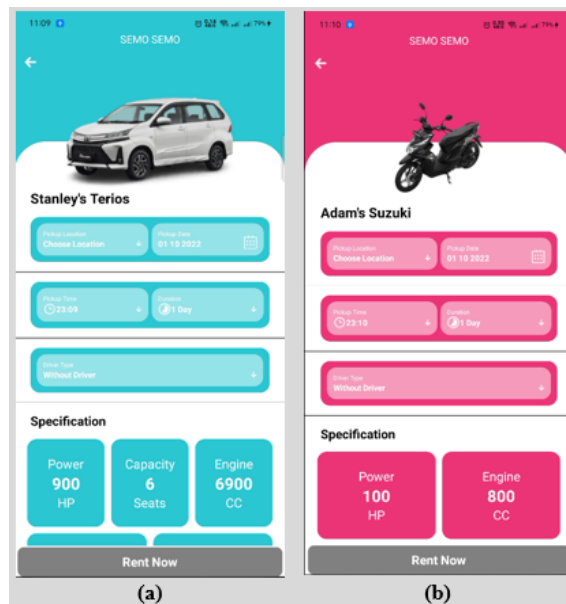 11:09
79%
SEMO SEMO
Stanley's Terios
Pickup Location
Choose Location
Pickup Date
01 10 2022
Pickup Time
23:09
Duration
1 Day
Driver Type
Without Driver
Specification
Power
900
HP
Capacity
6
Seats
Engine
6900
CC
Rent Now
(a)
11:10
79%
SEMO SEMO
Adam's Suzuki
Pickup Location
Choose Location
Pickup Date
01 10 2022
Pickup Time
23:10
Duration
1 Day
Driver Type
Without Driver
Specification
Power
100
HP
Engine
800
CC
Rent Now
(b)